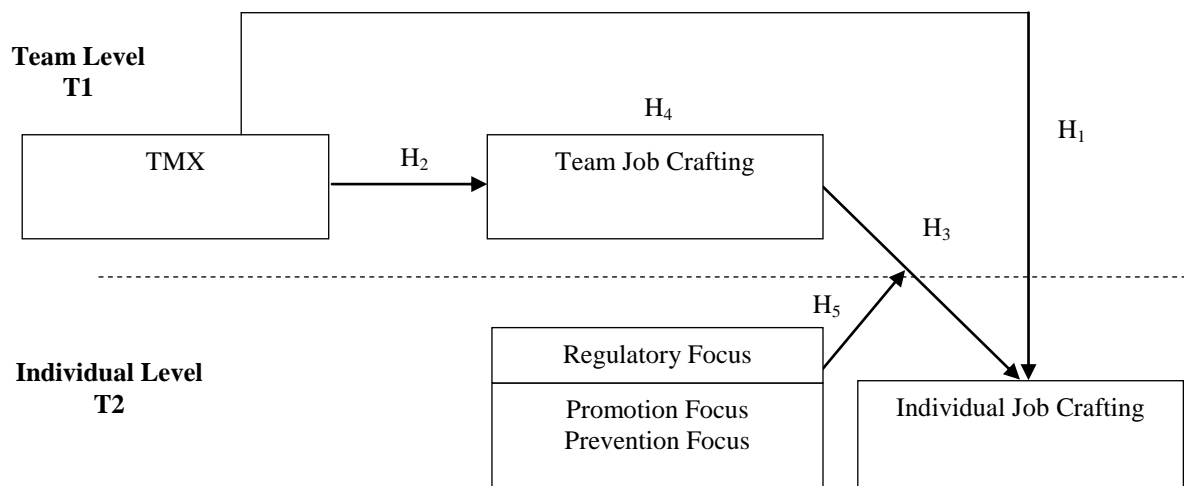 Team Level
T1
H₄
H₁
TMX
H₂
Team Job Crafting
H₃
H₅
Regulatory Focus
Individual Level
T2
Promotion Focus
Prevention Focus
Individual Job Crafting